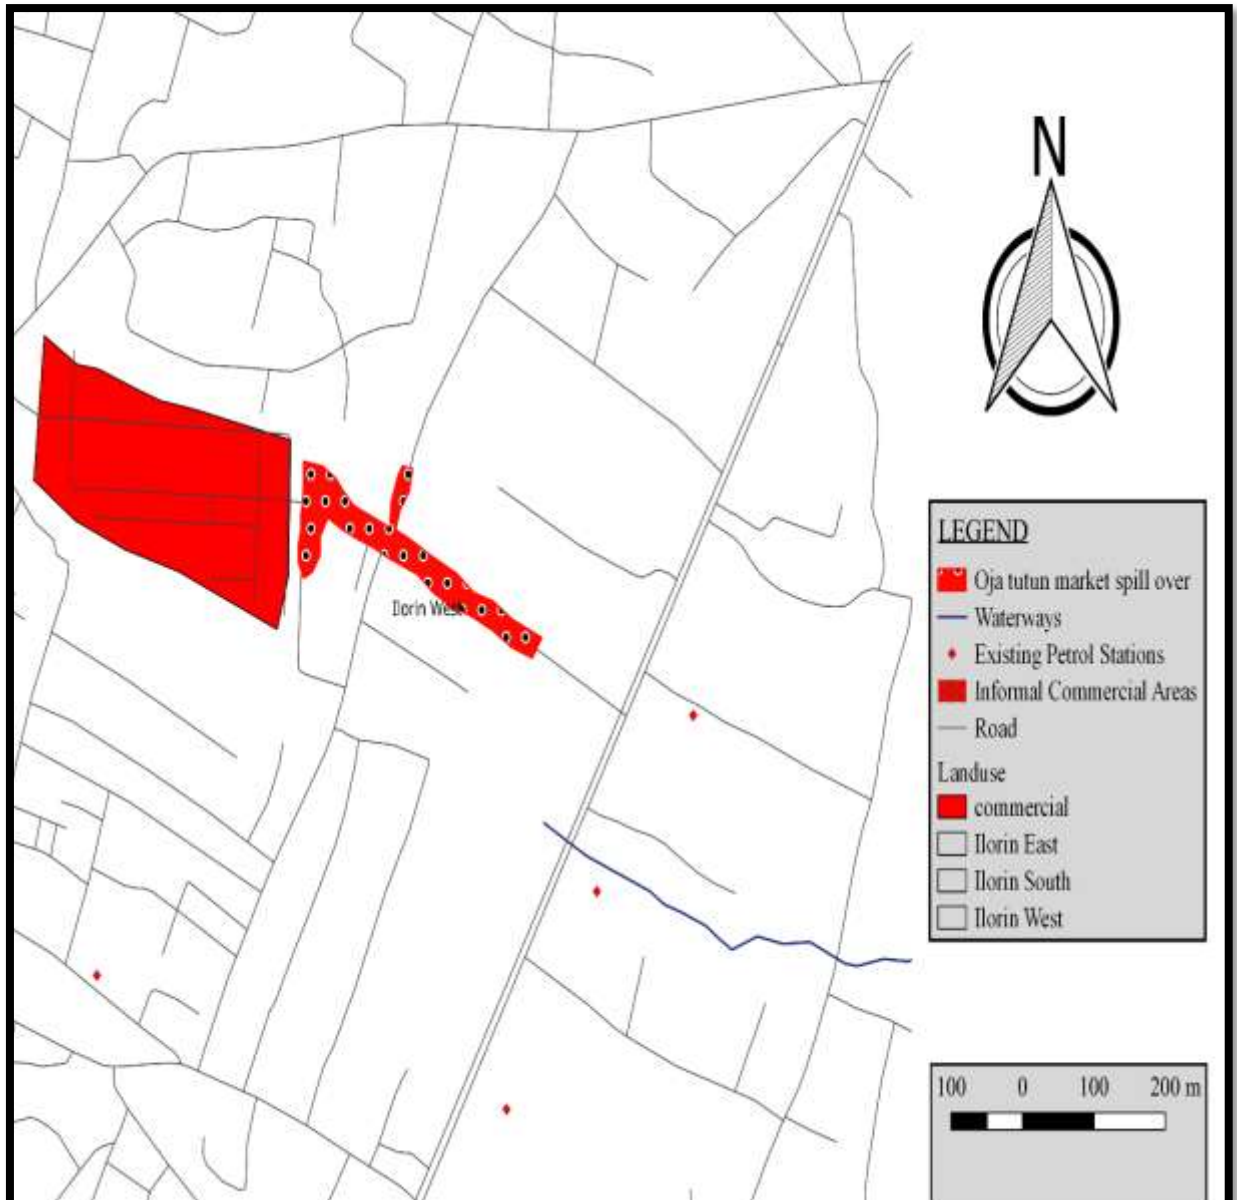 N
Ilorin West
LEGEND
Oja tutun market spill over
Waterways
Existing Petrol Stations
Informal Commercial Areas
Road
Landuse
commercial
Ilorin East
Ilorin South
Ilorin West
100 0 100 200 m